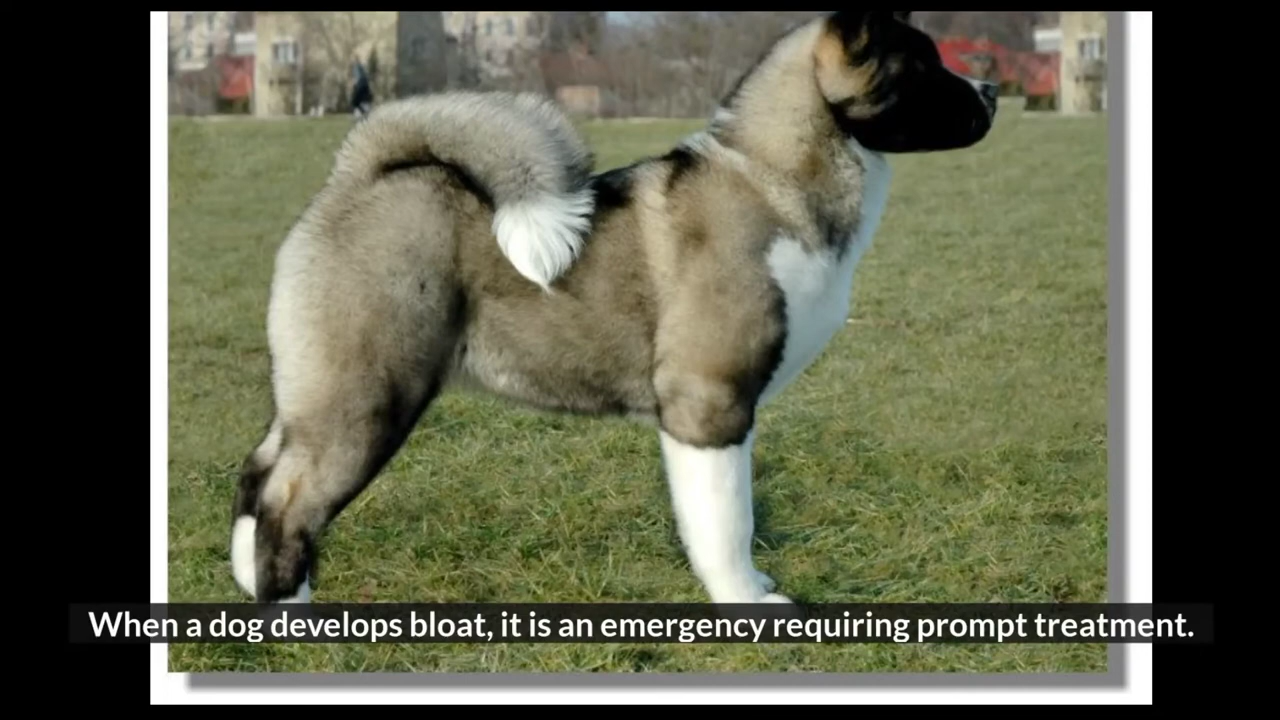 When a dog develops bloat, it is an emergency requiring prompt treatment.